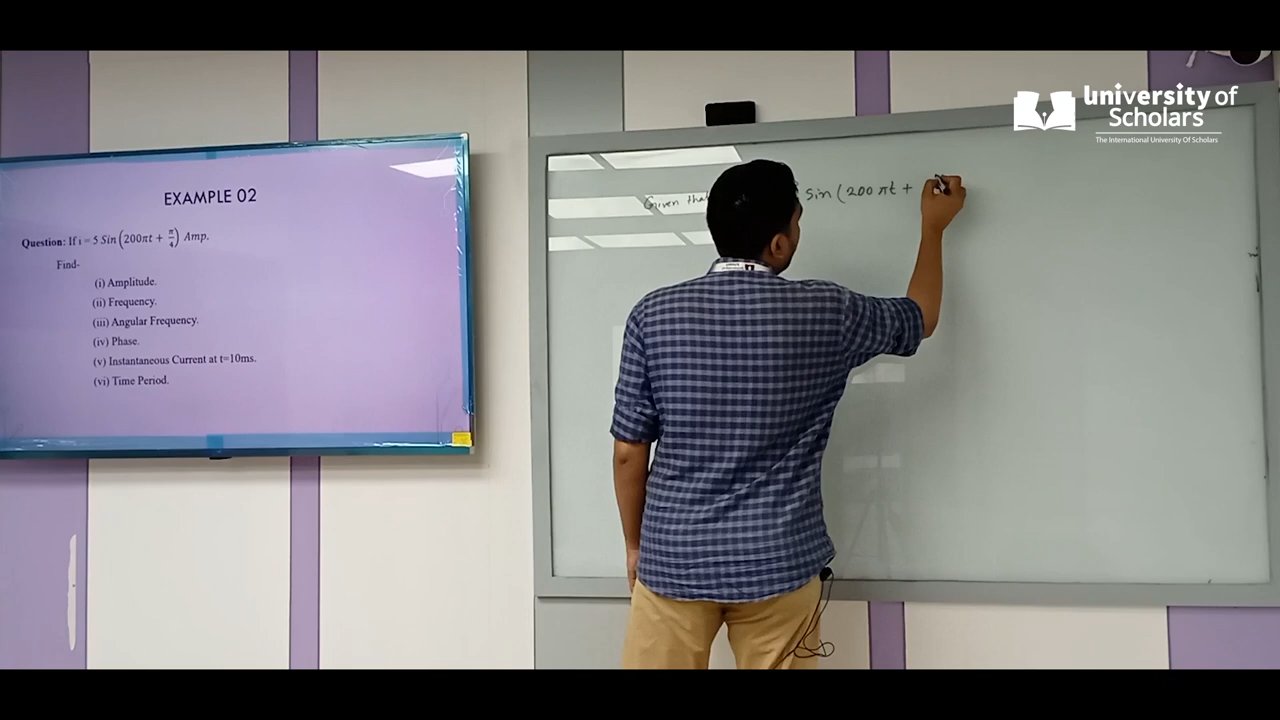 EXAMPLE 02
Question: If i = 5 Sin(200πt + π/4) Amp.
Find-
(i) Amplitude.
(ii) Frequency.
(iii) Angular Frequency.
(iv) Phase.
(v) Instantaneous Current at t=10ms.
(vi) Time Period.
Given that
Sin (200 πt +
University of
Scholars
The International University Of Scholars